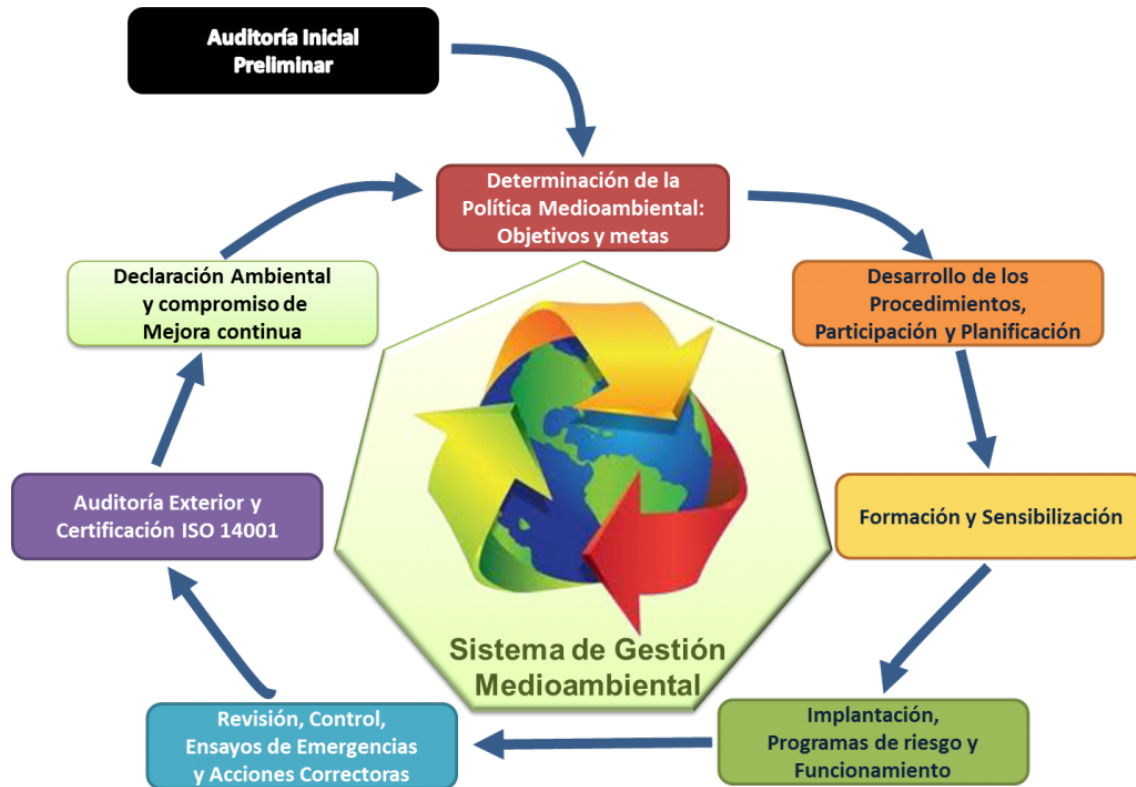 Auditoría Inicial
Preliminar
Determinación de la
Política Medioambiental:
Objetivos y metas
Desarrollo de los
Procedimientos,
Participación y Planificación
Formación y Sensibilización
Implantación,
Programas de riesgo y
Funcionamiento
Revisión, Control,
Ensayos de Emergencias
y Acciones Correctoras
Auditoría Exterior y
Certificación ISO 14001
Declaración Ambiental
y compromiso de
Mejora continua
Sistema de Gestión
Medioambiental